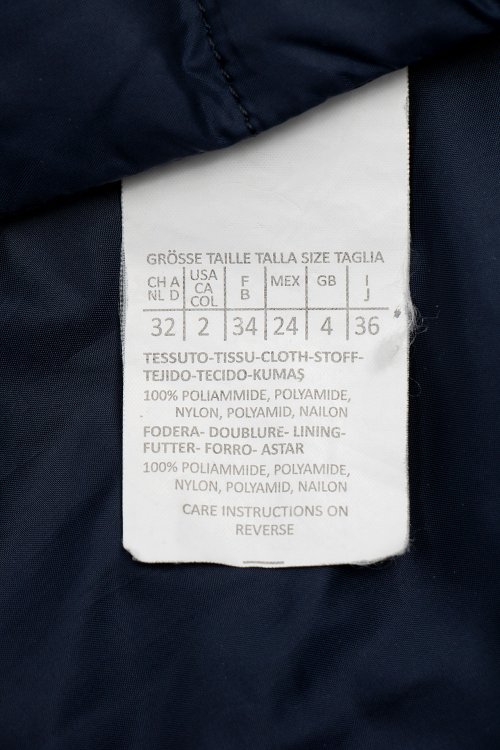 GRÖSSE TAILLE TALLA SIZE TAGLIA
CH A NL D | USA CA COL | F B | MEX | GB | I J
32 | 2 | 34 | 24 | 4 | 36
TESSUTO-TISSU-CLOTH-STOFF-
TEJIDO-TECIDO-KUMAŞ
100% POLIAMMIDE, POLYAMIDE,
NYLON, POLYAMID, NAILON
FODERA- DOUBLURE- LINING-
FUTTER- FORRO- ASTAR
100% POLIAMMIDE, POLYAMIDE,
NYLON, POLYAMID, NAILON
CARE INSTRUCTIONS ON
REVERSE